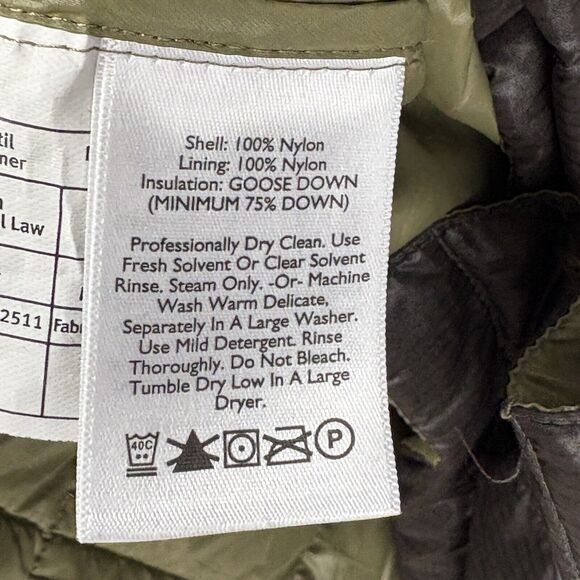 til
ner
l Law
2511 Fab
Shell: 100% Nylon
Lining: 100% Nylon
Insulation: GOOSE DOWN
(MINIMUM 75% DOWN)
Professionally Dry Clean. Use
Fresh Solvent Or Clear Solvent
Rinse. Steam Only. -Or- Machine
Wash Warm Delicate,
Separately In A Large Washer.
Use Mild Detergent. Rinse
Thoroughly. Do Not Bleach.
Tumble Dry Low In A Large
Dryer.
40C P